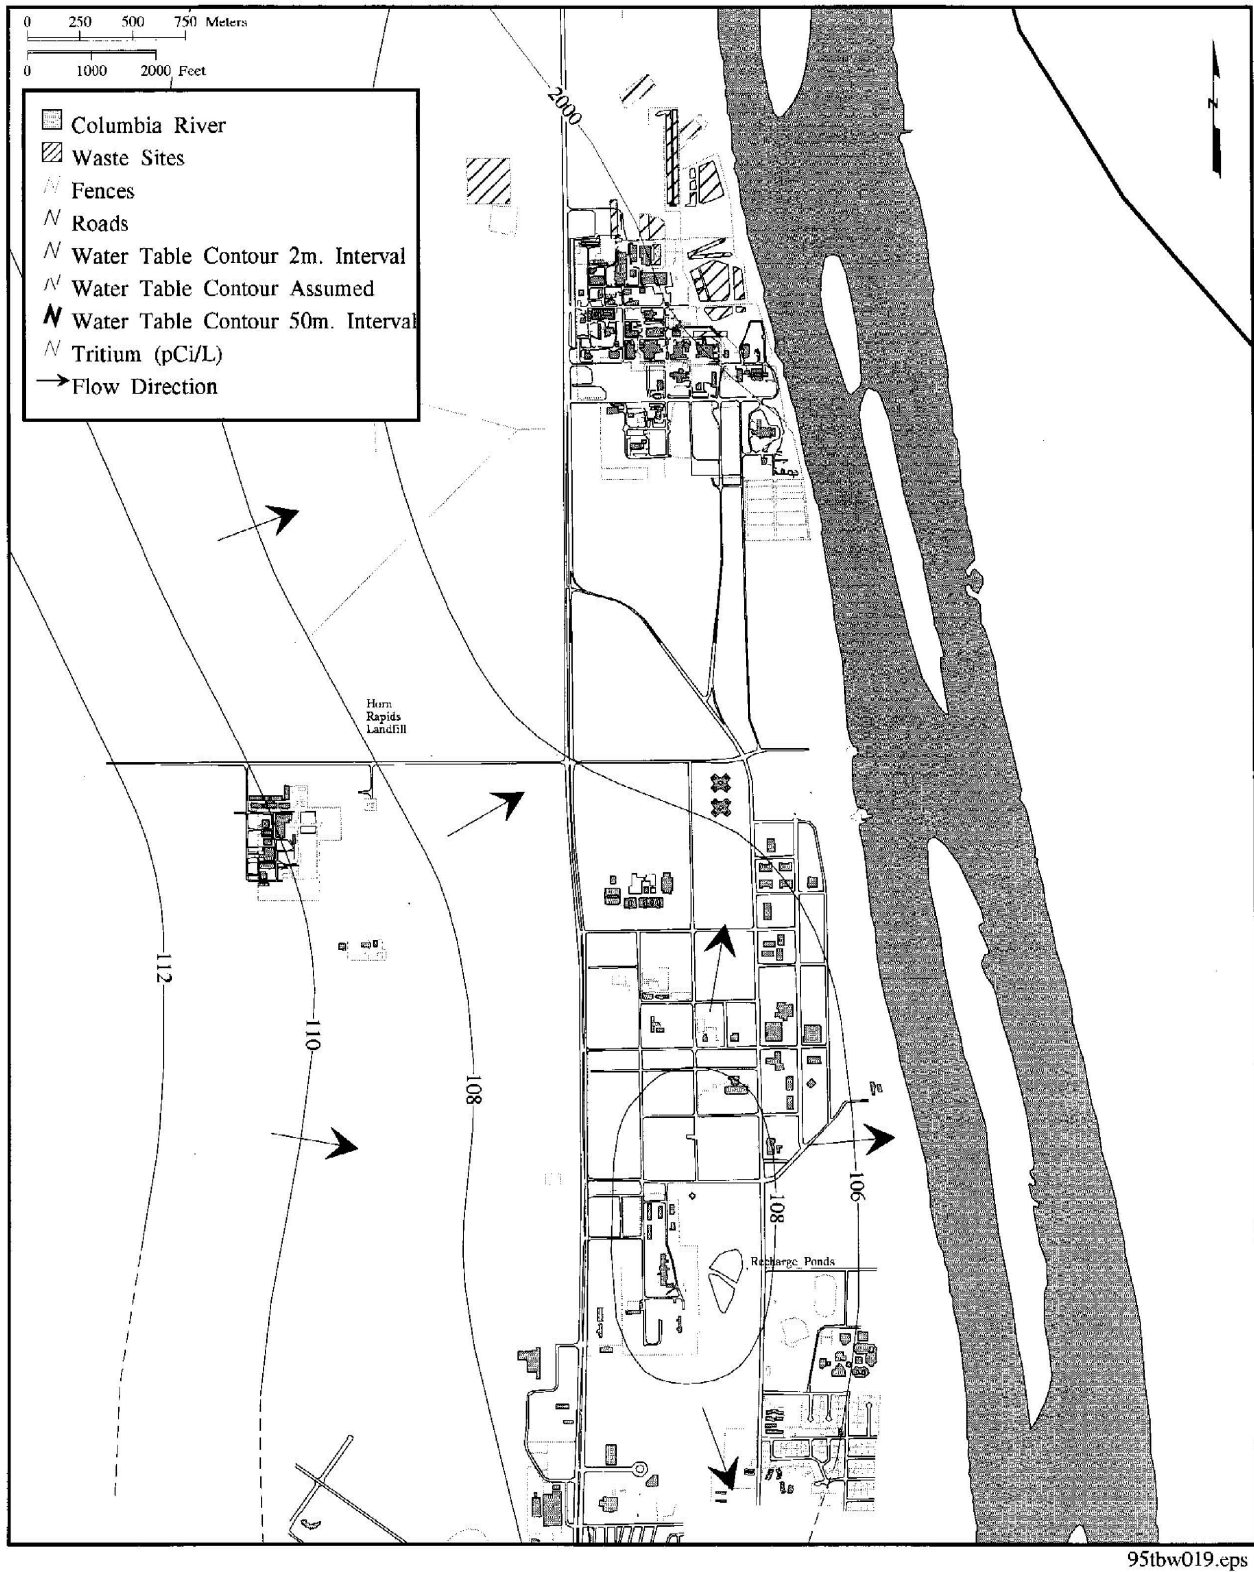 0 250 500 750 Meters
0 1000 2000 Feet
Columbia River
Waste Sites
Fences
Roads
Water Table Contour 2m. Interval
Water Table Contour Assumed
Water Table Contour 50m. Interval
Tritium (pCi/L)
Flow Direction
2000
N
Horn
Rapids
Landfill
112
110
108
106
108
Recharge Ponds
95tbw019.eps